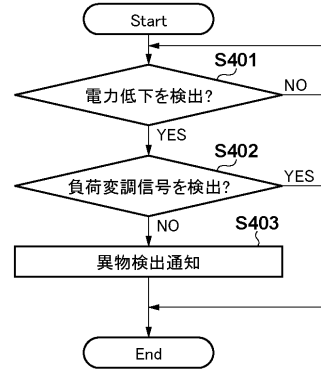 Start
S401
電力低下を検出?
NO
YES
S402
負荷変調信号を検出?
YES
NO
S403
異物検出通知
End